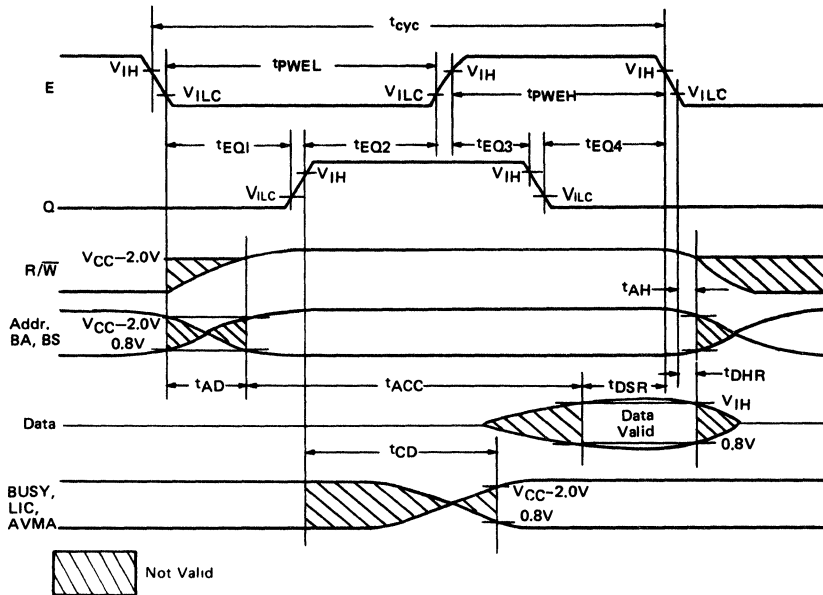 tcyc
E
VIH
tPWEL
VIH
VIH
VILC
VILC
tPWEH
VILC
tEQ1
tEQ2
tEQ3
tEQ4
VIH
VIH
Q
VILC
VILC
R/W̅
VCC–2.0V
tAH
Addr.
BA, BS
VCC–2.0V
0.8V
tAD
tACC
tDSR
tDHR
Data
Data
Valid
VIH
0.8V
tCD
BUSY,
LIC,
AVMA
VCC–2.0V
0.8V
Not Valid